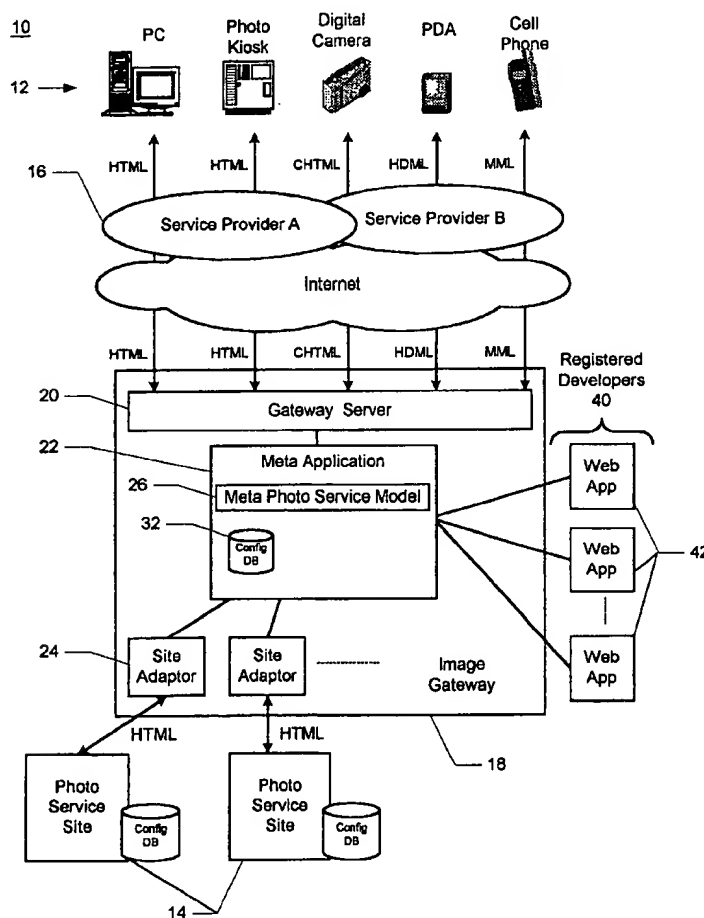 10
PC
Photo
Kiosk
Digital
Camera
PDA
Cell
Phone
12
HTML
HTML
CHTML
HDML
MML
16
Service Provider A
Service Provider B
Internet
HTML
HTML
CHTML
HDML
MML
Registered
Developers
40
20
Gateway Server
22
Meta Application
26
Meta Photo Service Model
32
Config
DB
Web
App
Web
App
42
Web
App
24
Site
Adaptor
Site
Adaptor
Image
Gateway
HTML
HTML
18
Photo
Service
Site
Config
DB
Photo
Service
Site
Config
DB
14